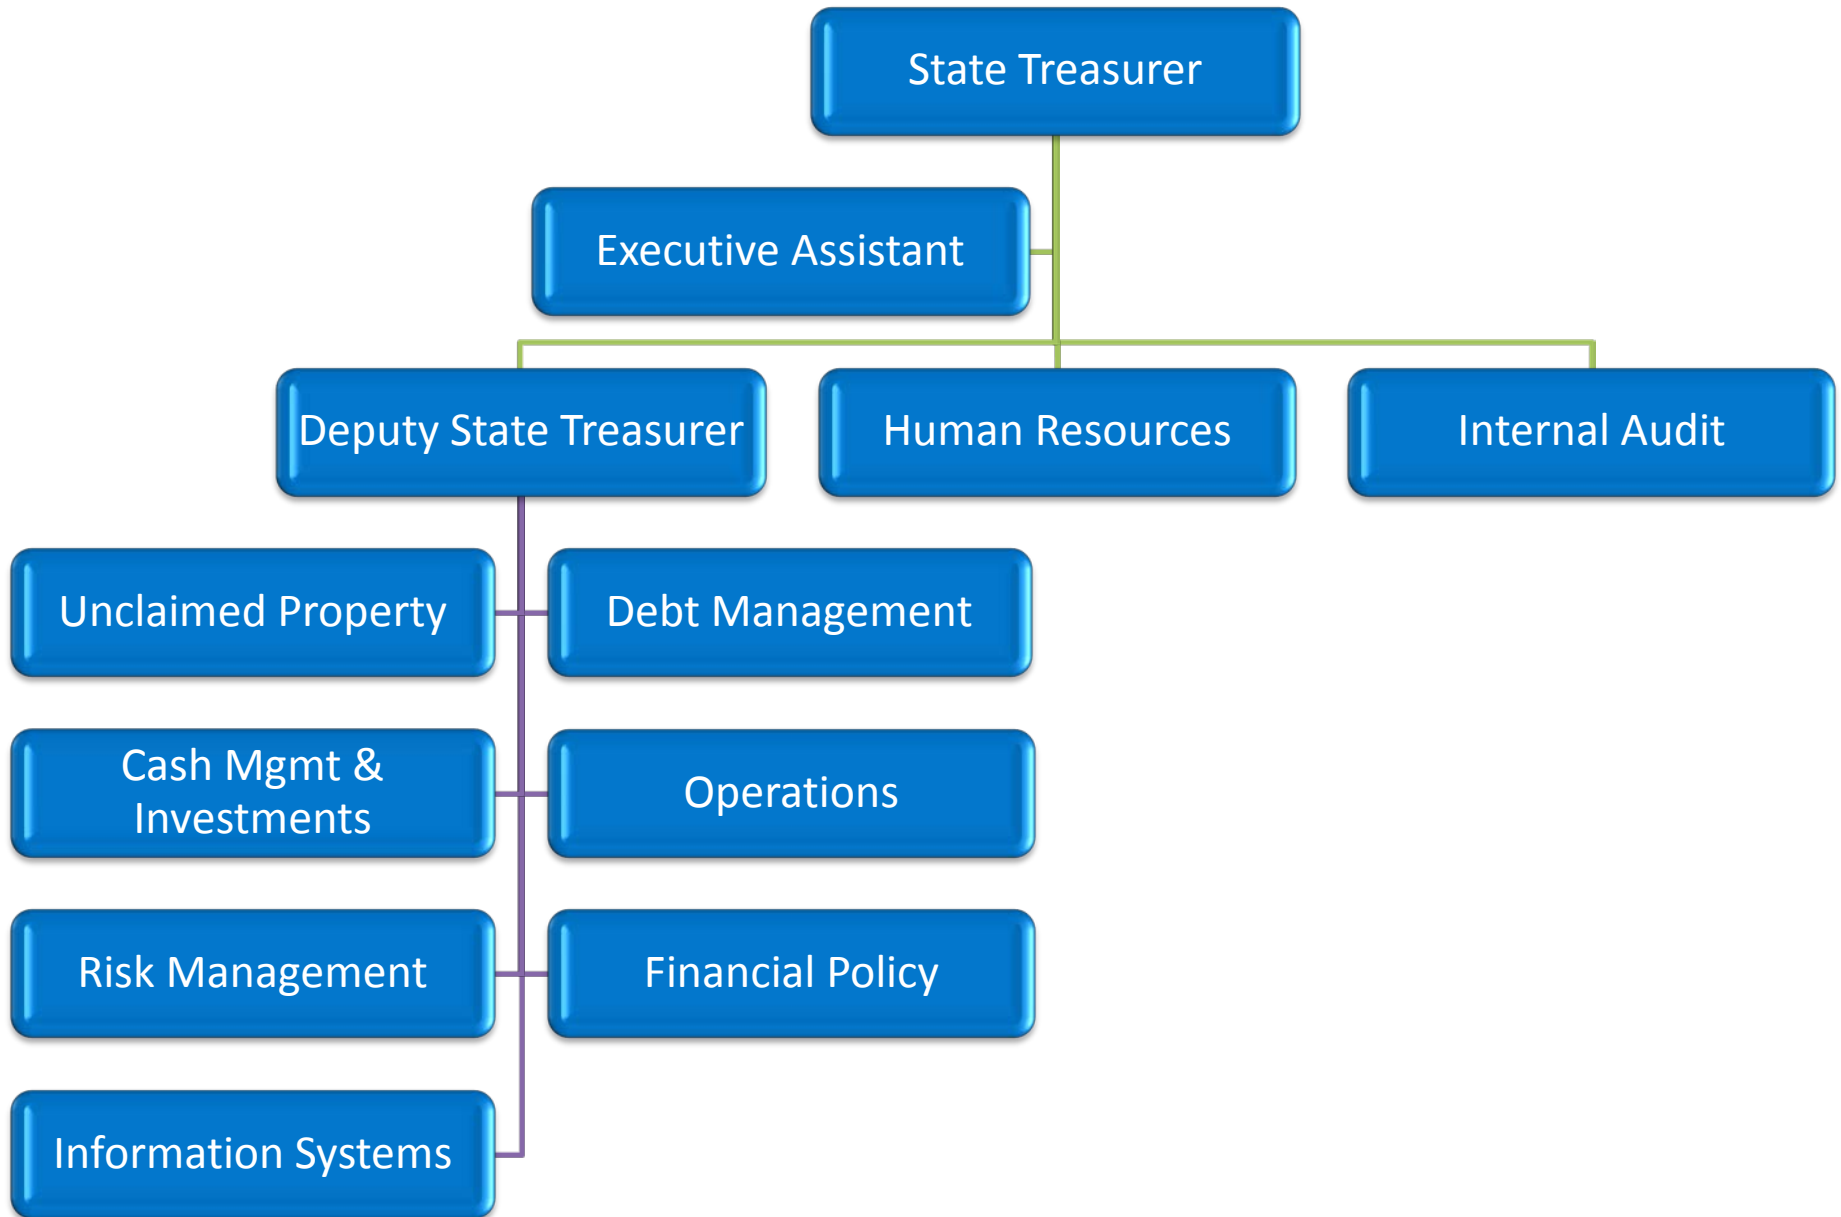 State Treasurer
Executive Assistant
Deputy State Treasurer
Human Resources
Internal Audit
Unclaimed Property
Debt Management
Cash Mgmt &
Investments
Operations
Risk Management
Financial Policy
Information Systems